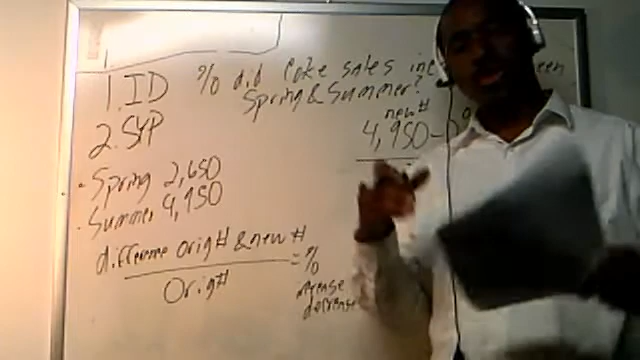 1. ID % did Coke sales inc een
Spring & Summer?
2. SYP
new #
4,950 -
• Spring 2,650
• Summer 4,950
difference orig# & new # = %
Orig#
decrease